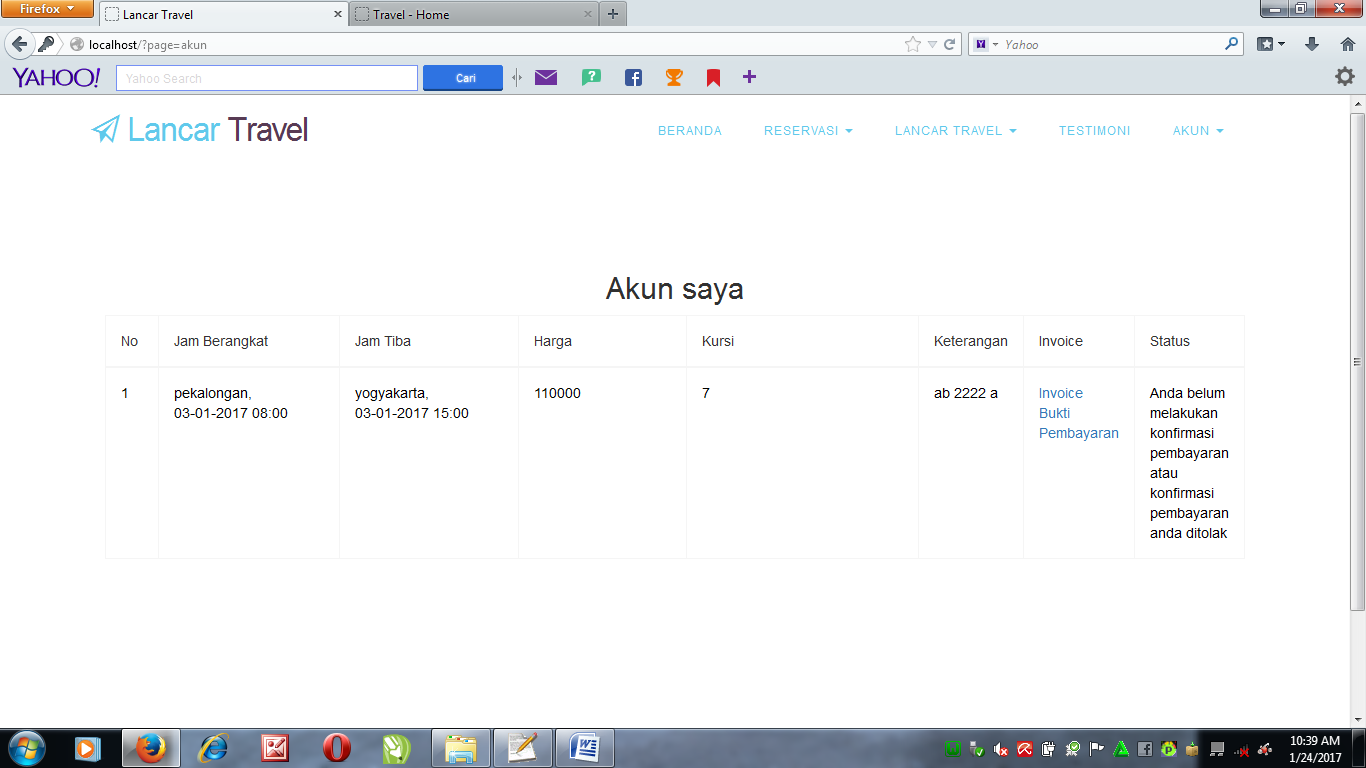 Firefox
Lancar Travel
Travel - Home
localhost/?page=akun
Yahoo
YAHOO!
Yahoo Search
Cari
Lancar Travel
BERANDA
RESERVASI
LANCAR TRAVEL
TESTIMONI
AKUN
Akun saya
No
Jam Berangkat
Jam Tiba
Harga
Kursi
Keterangan
Invoice
Status
1
pekalongan,
03-01-2017 08:00
yogyakarta,
03-01-2017 15:00
110000
7
ab 2222 a
Invoice
Bukti
Pembayaran
Anda belum
melakukan
konfirmasi
pembayaran
atau
konfirmasi
pembayaran
anda ditolak
10:39 AM
1/24/2017